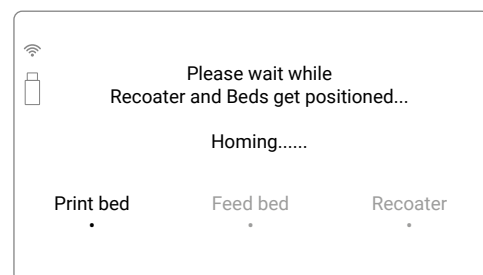 Please wait while
Recoater and Beds get positioned...
Homing......
Print bed Feed bed Recoater